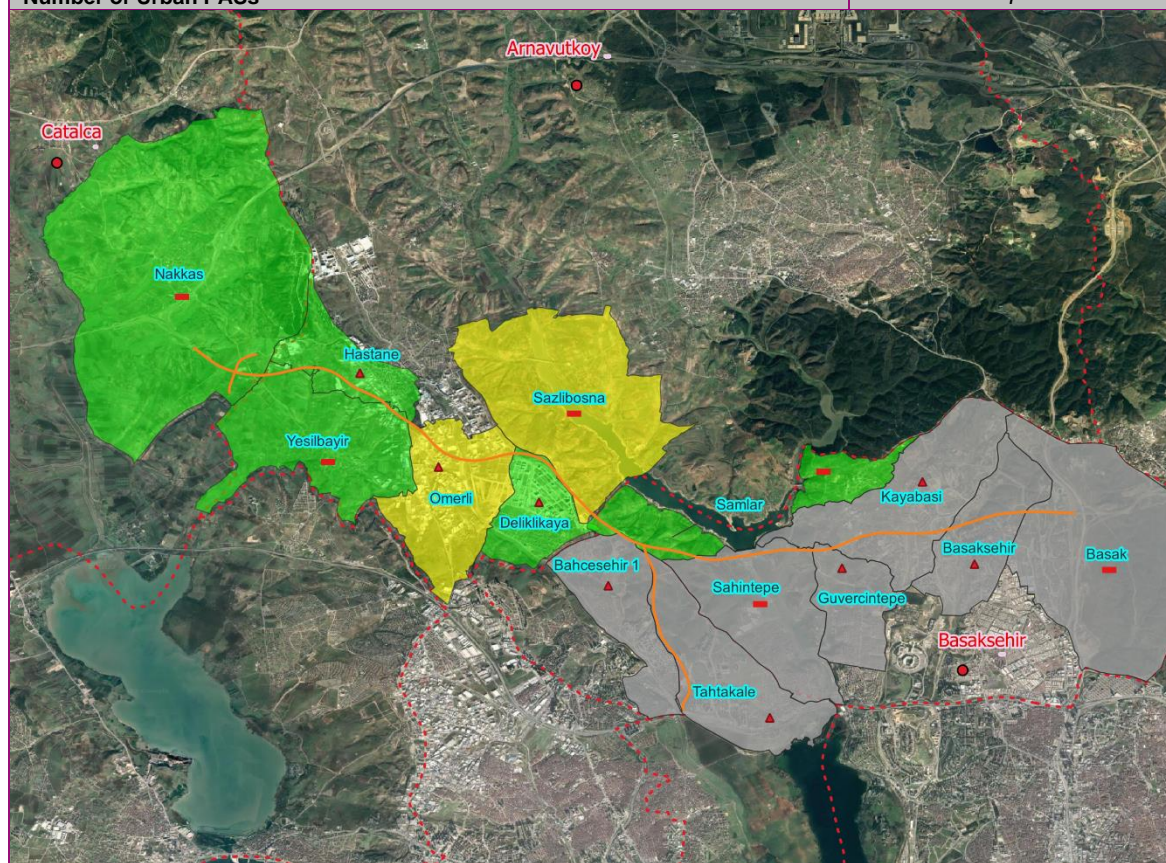 Arnavutkoy
Catalca
Nakkas
Hastane
Sazlibosna
Yesilbayir
Omerli
Deliklikaya
Samlar
Kayabasi
Bahcesehir 1
Sahintepe
Guvercintepe
Basaksehir
Basak
Basaksehir
Tahtakale